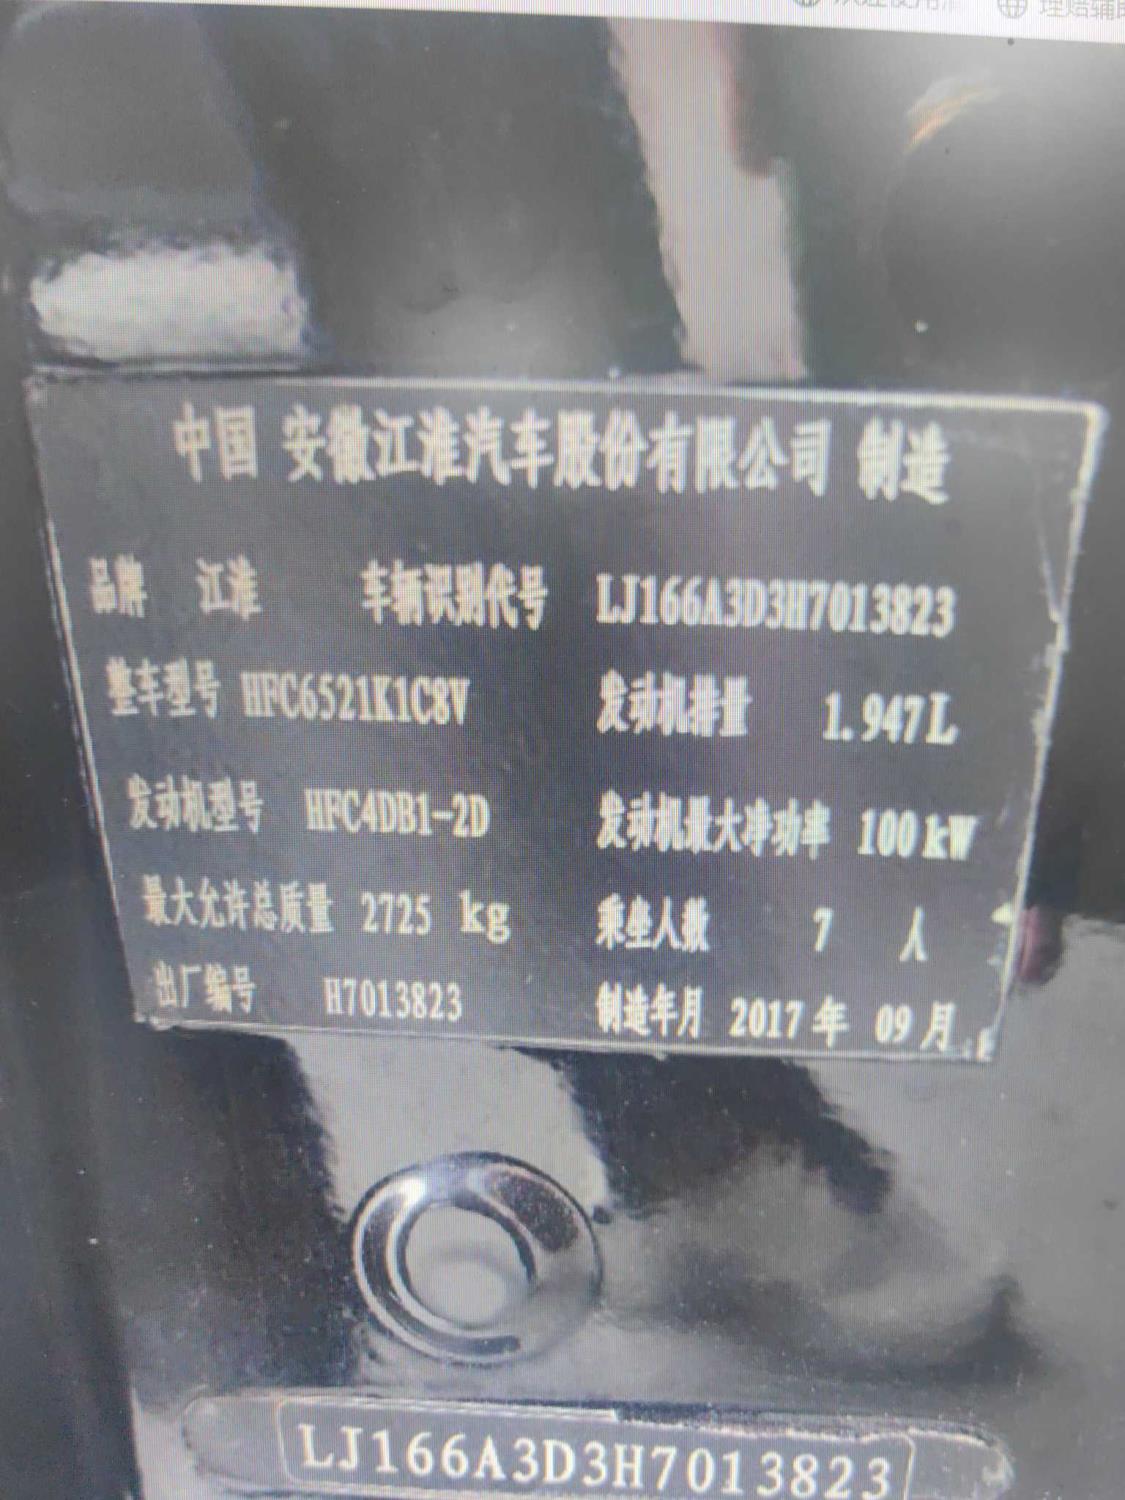 理赔辅
中国 安徽江淮汽车股份有限公司 制造
品牌 江淮 车辆识别代号 LJ166A3D3H7013823
整车型号 HFC6521K1C8V 发动机排量 1.947L
发动机型号 HFC4DB1-2D 发动机最大净功率 100kW
最大允许总质量 2725 kg 乘坐人数 7 人
出厂编号 H7013823 制造年月 2017年 09月
LJ166A3D3H7013823